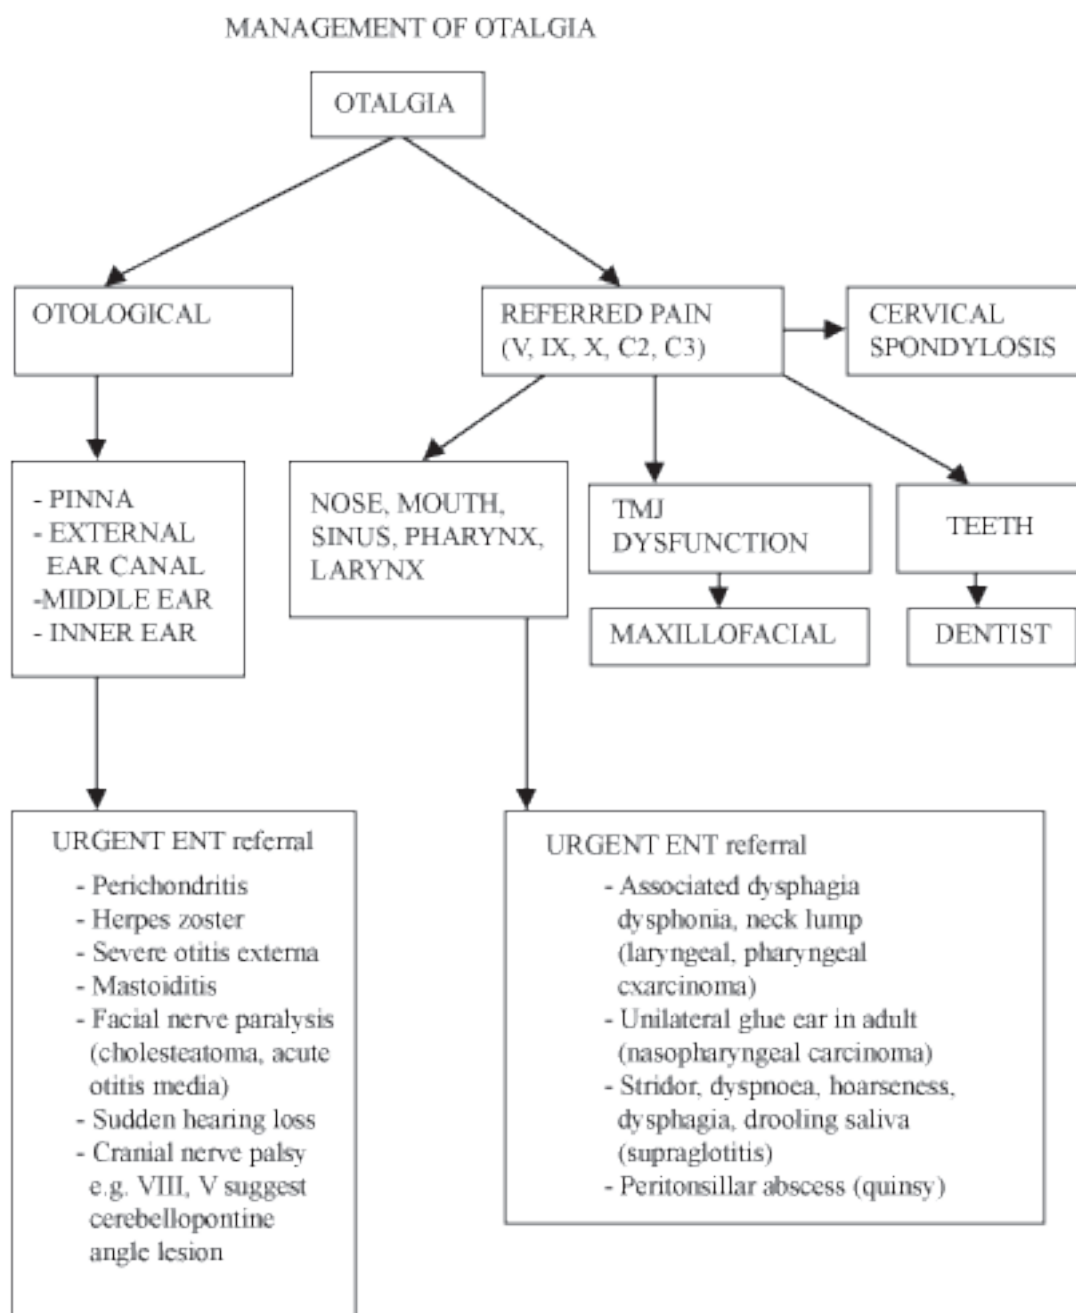 MANAGEMENT OF OTALGIA
OTALGIA
OTOLOGICAL
REFERRED PAIN
(V, IX, X, C2, C3)
CERVICAL
SPONDYLOSIS
- PINNA
- EXTERNAL
EAR CANAL
-MIDDLE EAR
- INNER EAR
NOSE, MOUTH,
SINUS, PHARYNX,
LARYNX
TMJ
DYSFUNCTION
TEETH
MAXILLOFACIAL
DENTIST
URGENT ENT referral
- Perichondritis
- Herpes zoster
- Severe otitis externa
- Mastoiditis
- Facial nerve paralysis
(cholesteatoma, acute
otitis media)
- Sudden hearing loss
- Cranial nerve palsy
e.g. VIII, V suggest
cerebellopontine
angle lesion
URGENT ENT referral
- Associated dysphagia
dysphonia, neck lump
(laryngeal, pharyngeal
cxarcinoma)
- Unilateral glue ear in adult
(nasopharyngeal carcinoma)
- Stridor, dyspnoea, hoarseness,
dysphagia, drooling saliva
(supraglotitis)
- Peritonsillar abscess (quinsy)